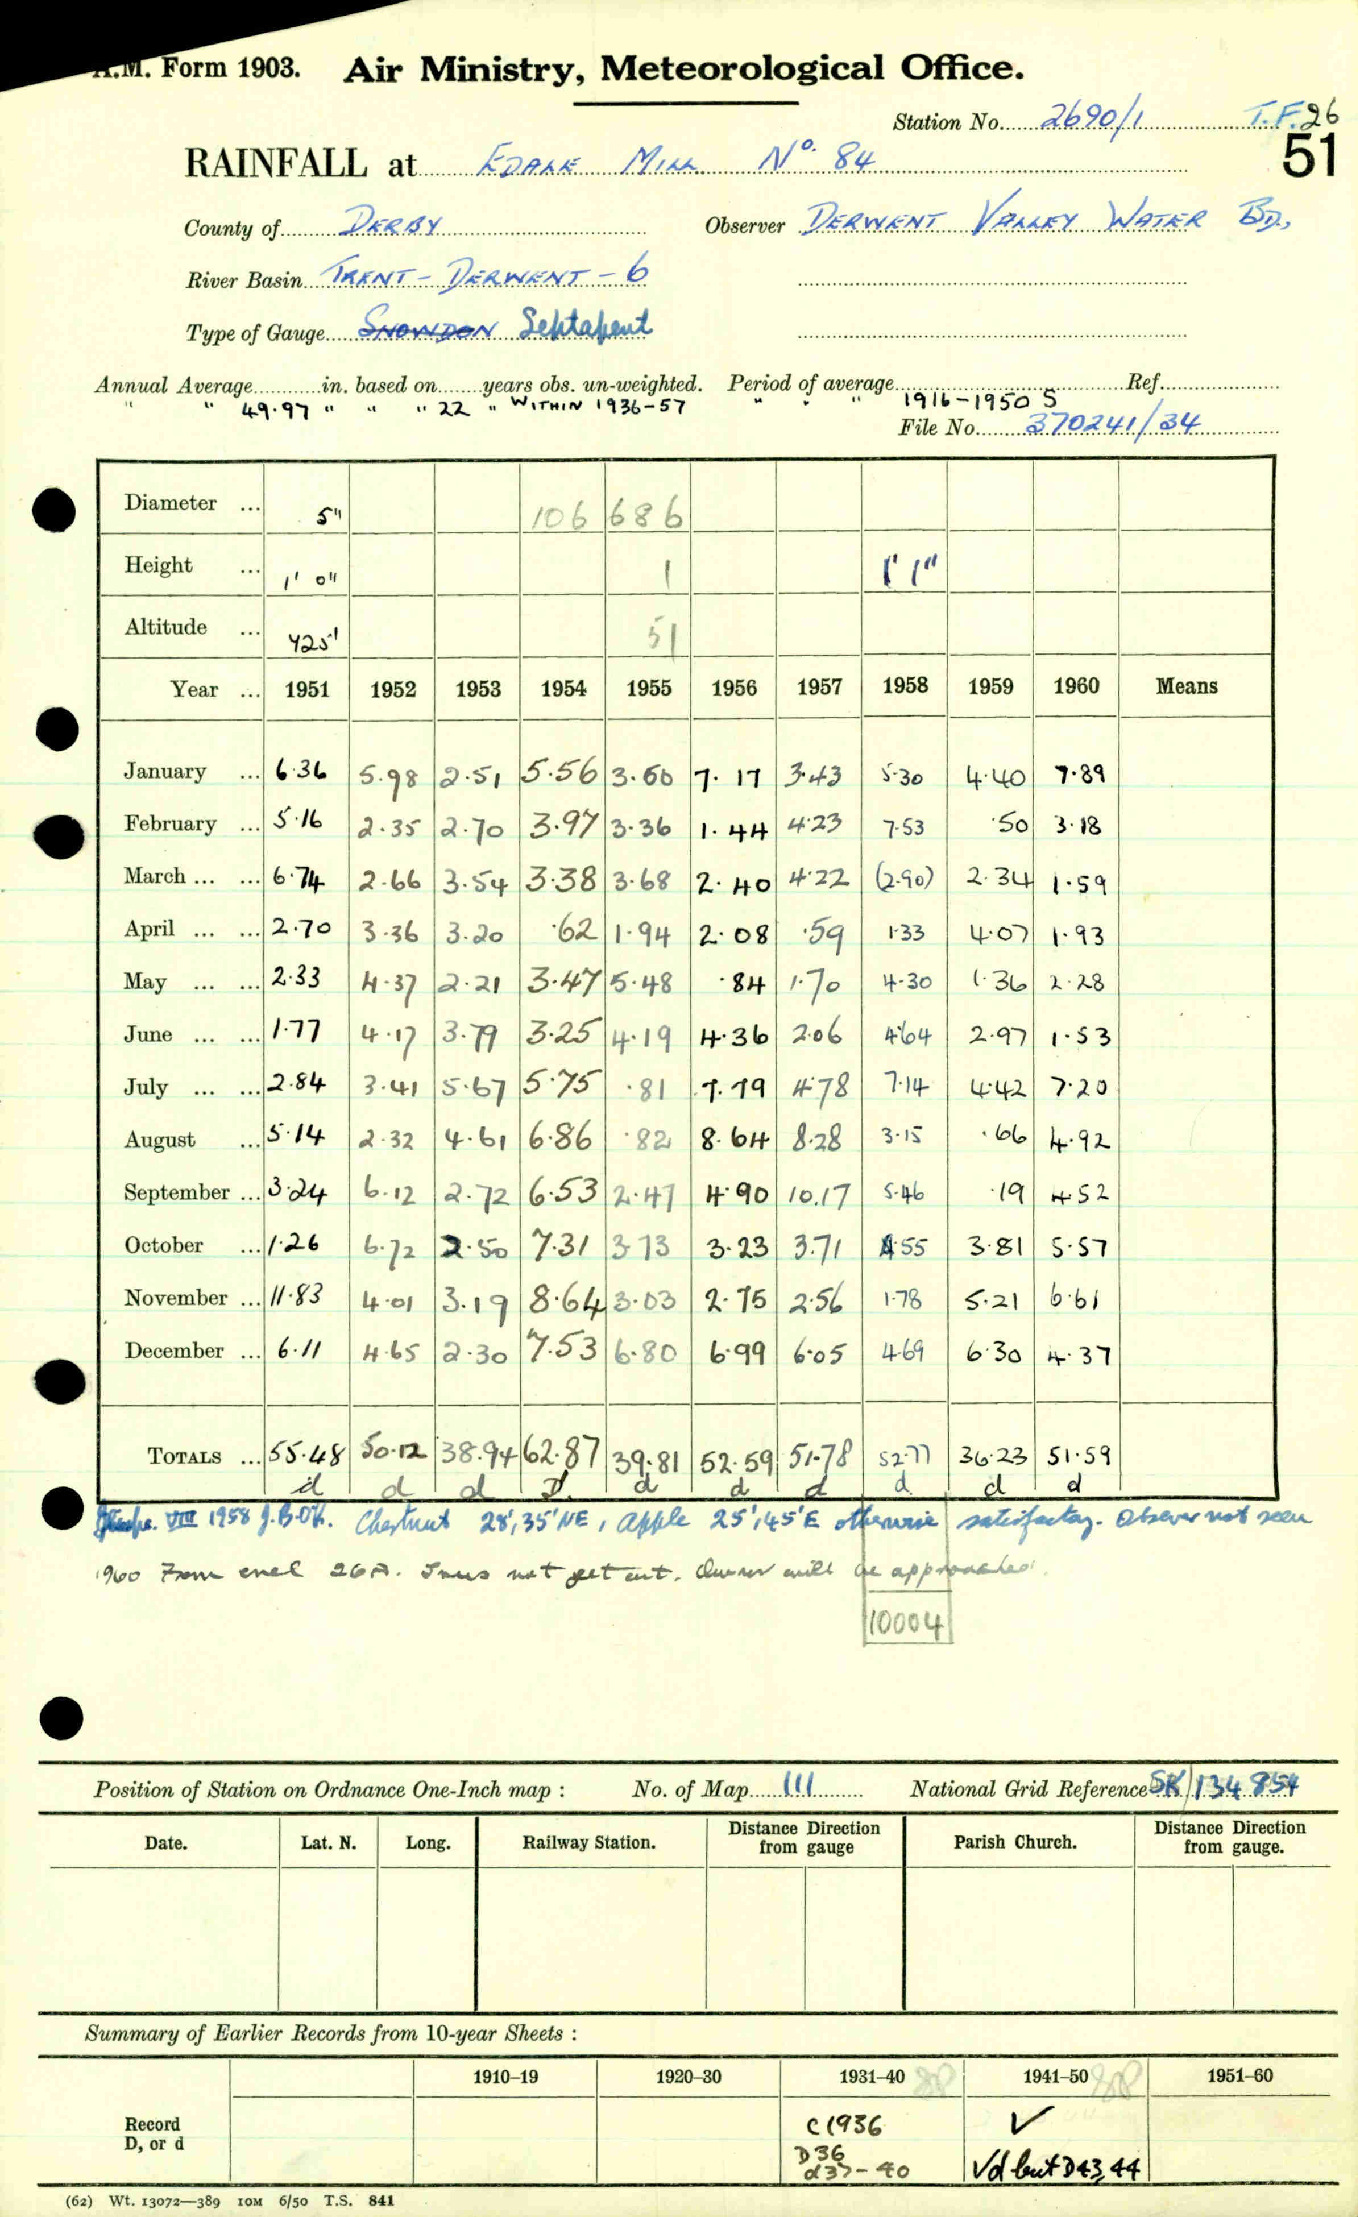 A.M. Form 1903. Air Ministry, Meteorological Office.
Station No. 2690/1 T.F. 26
51
RAINFALL at EDALE MILL No. 84
County of DERBY Observer DERWENT VALLEY WATER BD.,
River Basin TRENT - DERWENT - 6
Type of Gauge SNOWDON Septapent
Annual Average in. based on years obs. un-weighted. Period of average Ref.
" " 49.97 " " " 22 " WITHIN 1936-57 " " " 1916-1950 S
File No. 370241/34
Diameter ... 5" 106 686
Height ... 1' 0" 1 1' 1"
Altitude ... 425' 51
Year ... 1951 1952 1953 1954 1955 1956 1957 1958 1959 1960 Means
January ... 6.36 5.98 2.51 5.56 3.50 7.17 3.43 5.30 4.40 7.89
February ... 5.16 2.35 2.70 3.97 3.36 1.44 4.23 7.53 .50 3.18
March ... ... 6.74 2.66 3.54 3.38 3.68 2.40 4.22 (2.90) 2.34 1.59
April ... ... 2.70 3.36 3.20 .62 1.94 2.08 .59 1.33 4.07 1.93
May ... ... 2.33 4.37 2.21 3.47 5.48 .84 1.70 4.30 1.36 2.28
June ... ... 1.77 4.17 3.79 3.25 4.19 4.36 2.06 4.64 2.97 1.53
July ... ... 2.84 3.41 5.67 5.75 .81 7.79 4.78 7.14 4.42 7.20
August ... 5.14 2.32 4.61 6.86 .82 8.64 8.28 3.15 .66 4.92
September ... 3.24 6.12 2.72 6.53 2.47 4.90 10.17 5.46 .19 4.52
October ... 1.26 6.72 2.50 7.31 3.73 3.23 3.71 4.55 3.81 5.57
November ... 11.83 4.01 3.19 8.64 3.03 2.75 2.56 1.78 5.21 6.61
December ... 6.11 4.65 2.30 7.53 6.80 6.99 6.05 4.69 6.30 4.37
TOTALS ... 55.48 50.12 38.94 62.87 39.81 52.59 51.78 52.77 36.23 51.59
d d d D d d d d d d
VIII 1958 J.B. O.K. Chestnut 28', 35' NE, Apple 25', 45' E otherwise satisfactory. Observer not seen
1960 From encl 26A. Trees not yet cut. Owner will be approached.
10004
Position of Station on Ordnance One-Inch map : No. of Map 111 National Grid Reference SK/134 854
Date. Lat. N. Long. Railway Station. Distance from Direction gauge Parish Church. Distance from Direction gauge.
Summary of Earlier Records from 10-year Sheets :
1910–19 1920–30 1931–40 1941–50 1951–60
Record D, or d
C 1936 ✓
D 36
d37-40 Vd but D43,44
(62) Wt. 13072—389 10M 6/50 T.S. 841